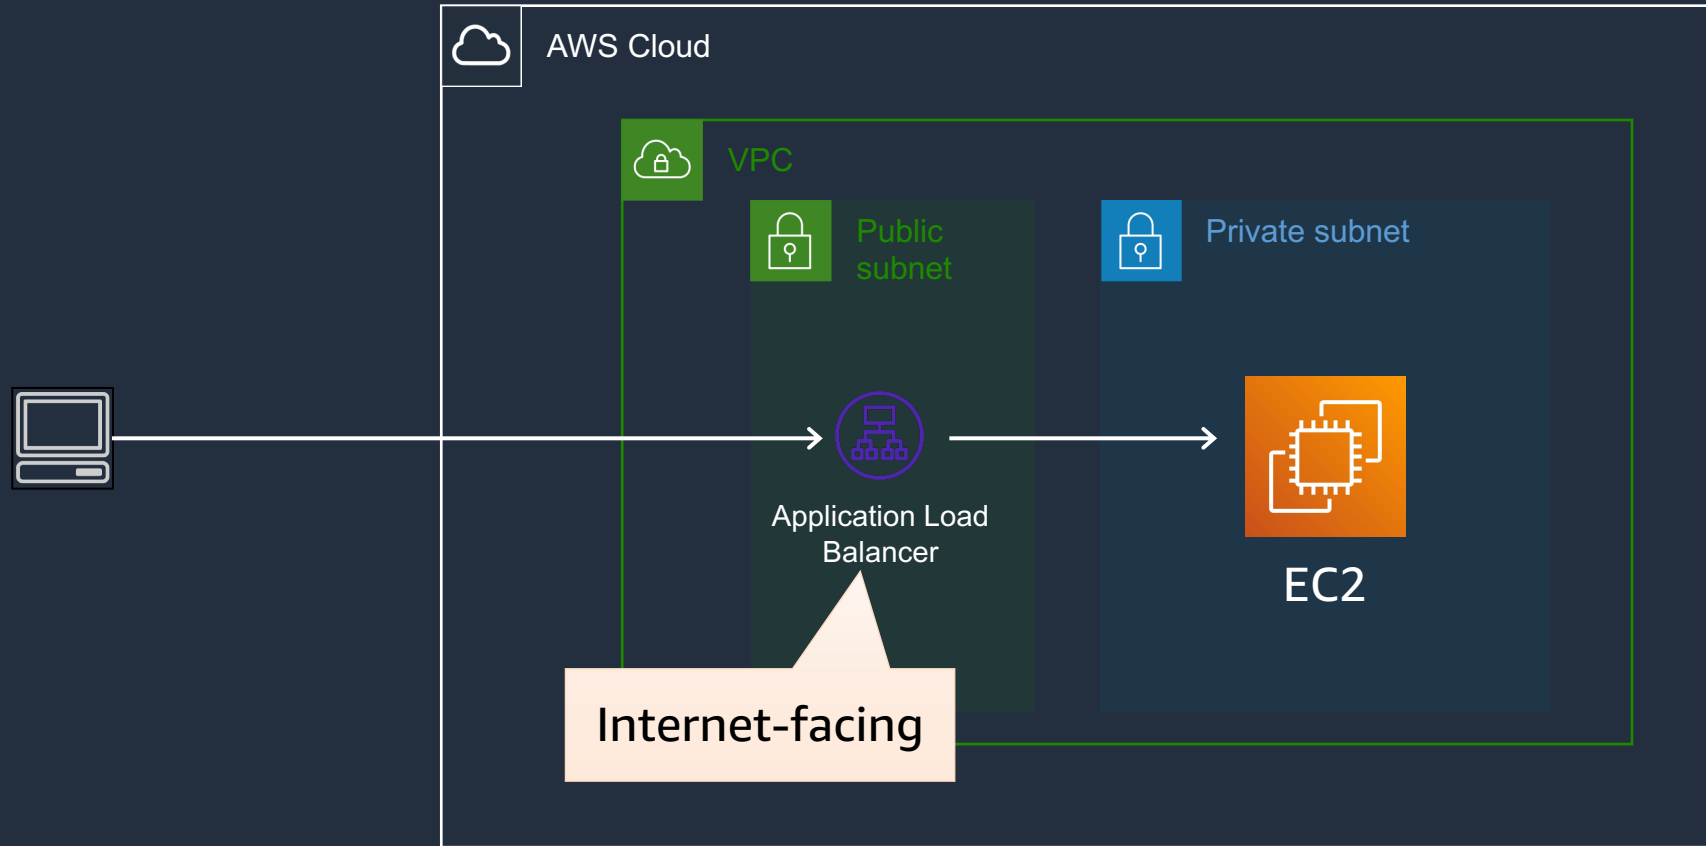 AWS Cloud
VPC
Public
subnet
Private subnet
Application Load
Balancer
EC2
Internet-facing